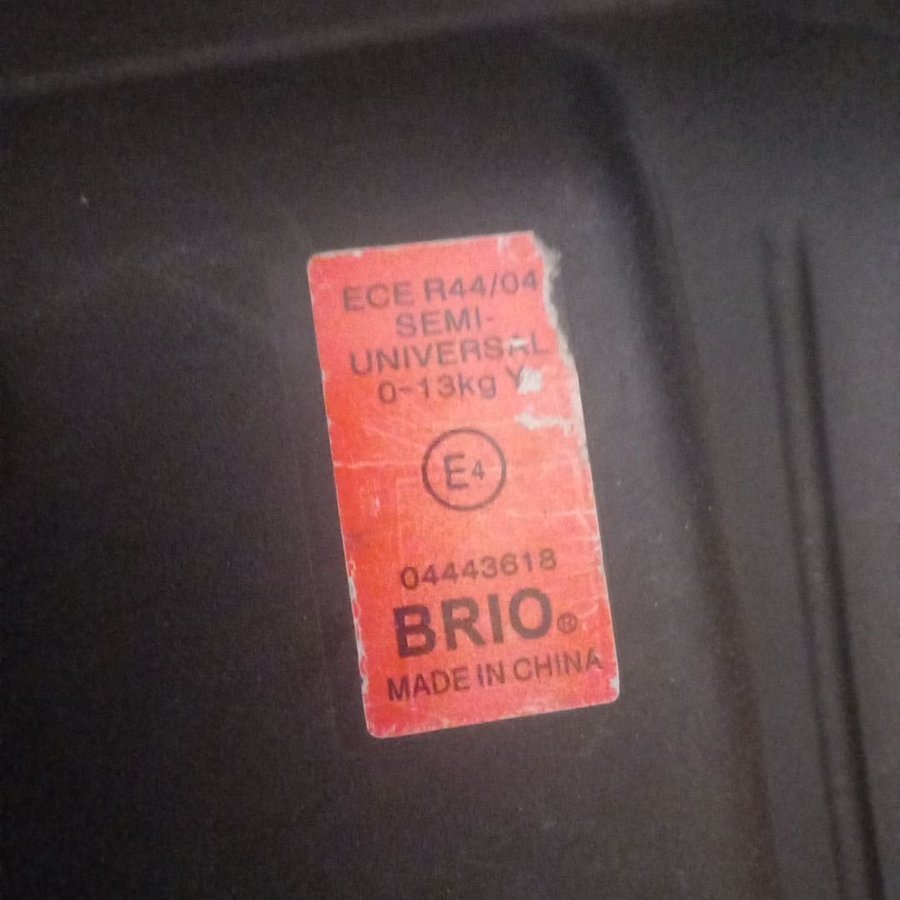 ECE R44/04
SEMI-
UNIVERSAL
0-13kg Y
E4
04443618
BRIO®
MADE IN CHINA